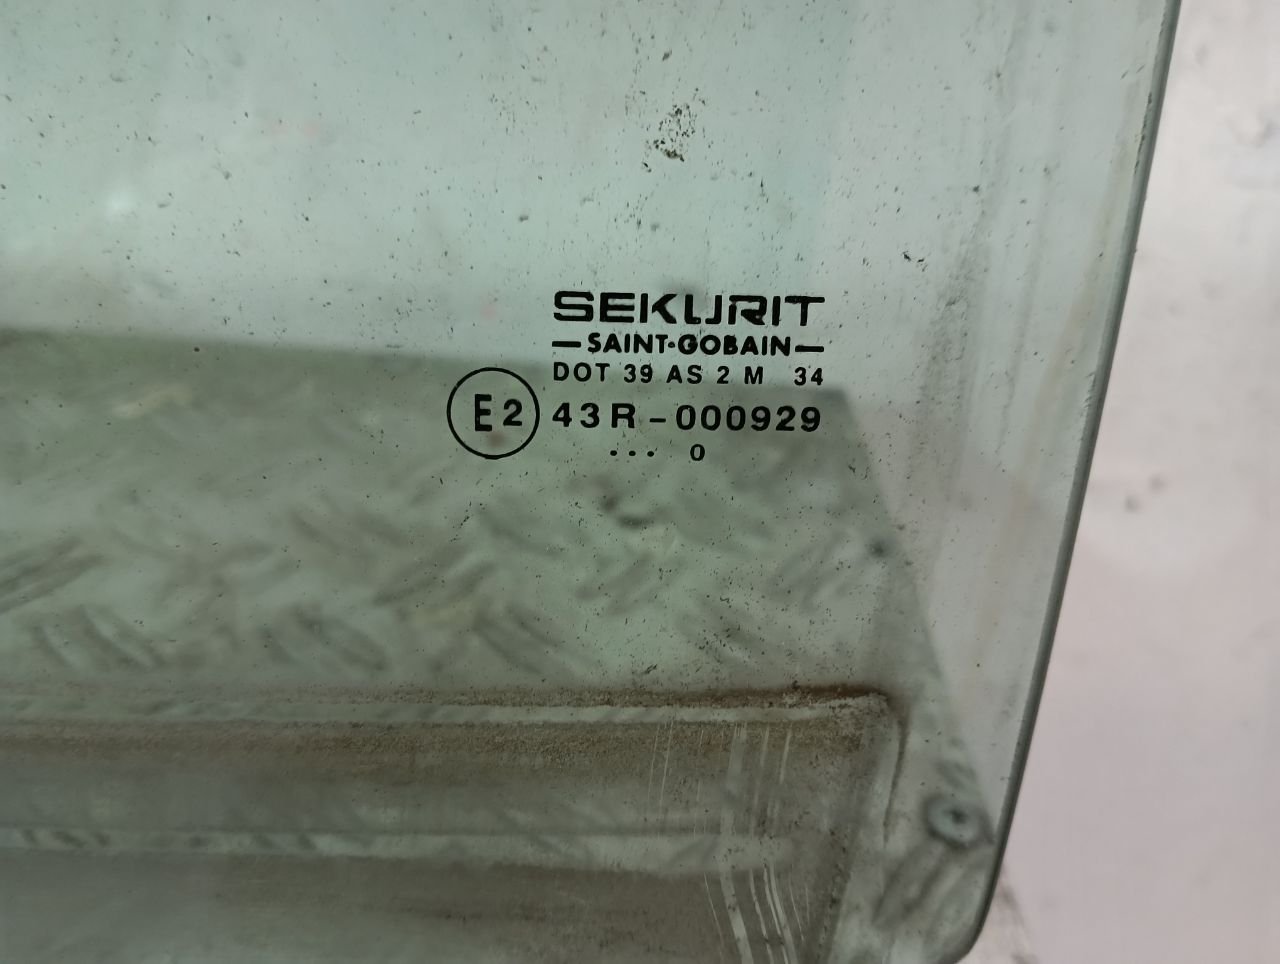 SEKURIT
—SAINT-GOBAIN—
DOT 39 AS 2 M 34
E2 43R-000929
... 0